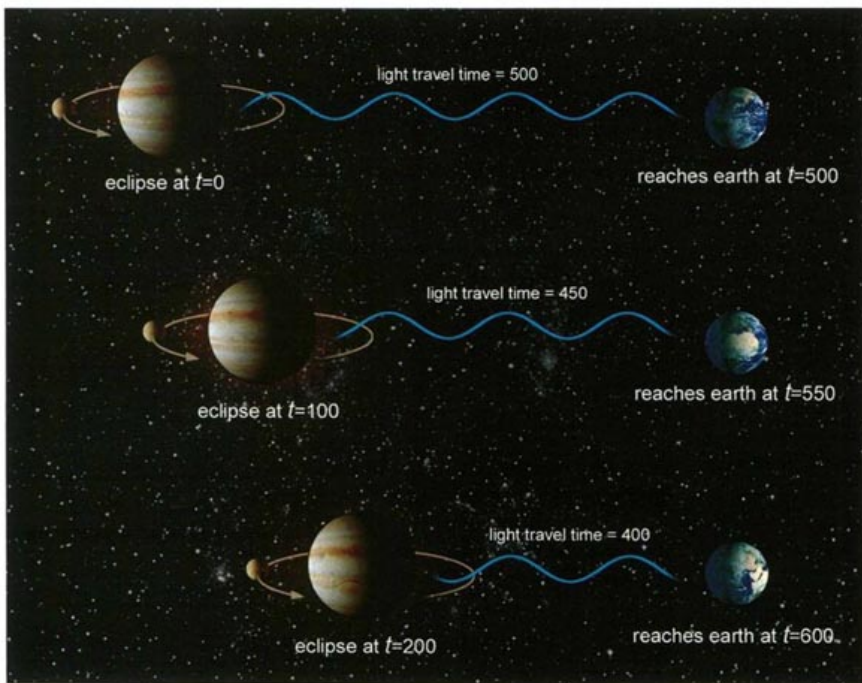 light travel time = 500
eclipse at t=0
reaches earth at t=500
light travel time = 450
eclipse at t=100
reaches earth at t=550
light travel time = 400
eclipse at t=200
reaches earth at t=600